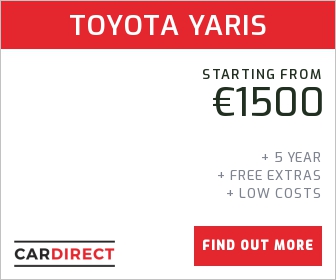 TOYOTA YARIS
STARTING FROM
€1500
+ 5 YEAR
+ FREE EXTRAS
+ LOW COSTS
CARDIRECT
FIND OUT MORE